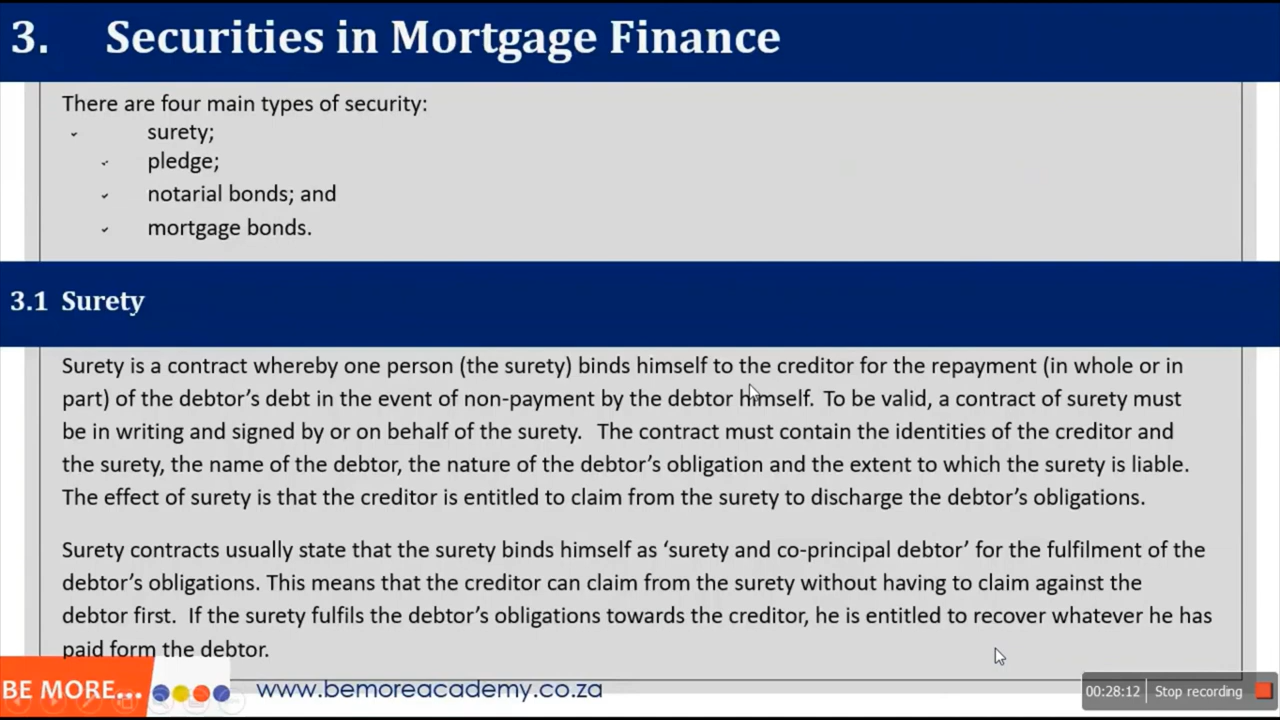 3. Securities in Mortgage Finance
There are four main types of security:
surety;
pledge;
notarial bonds; and
mortgage bonds.
3.1 Surety
Surety is a contract whereby one person (the surety) binds himself to the creditor for the repayment (in whole or in
part) of the debtor’s debt in the event of non-payment by the debtor himself. To be valid, a contract of surety must
be in writing and signed by or on behalf of the surety. The contract must contain the identities of the creditor and
the surety, the name of the debtor, the nature of the debtor’s obligation and the extent to which the surety is liable.
The effect of surety is that the creditor is entitled to claim from the surety to discharge the debtor’s obligations.
Surety contracts usually state that the surety binds himself as ‘surety and co-principal debtor’ for the fulfilment of the
debtor’s obligations. This means that the creditor can claim from the surety without having to claim against the
debtor first. If the surety fulfils the debtor’s obligations towards the creditor, he is entitled to recover whatever he has
paid form the debtor.
BE MORE... www.bemoreacademy.co.za
00:28:12 Stop recording